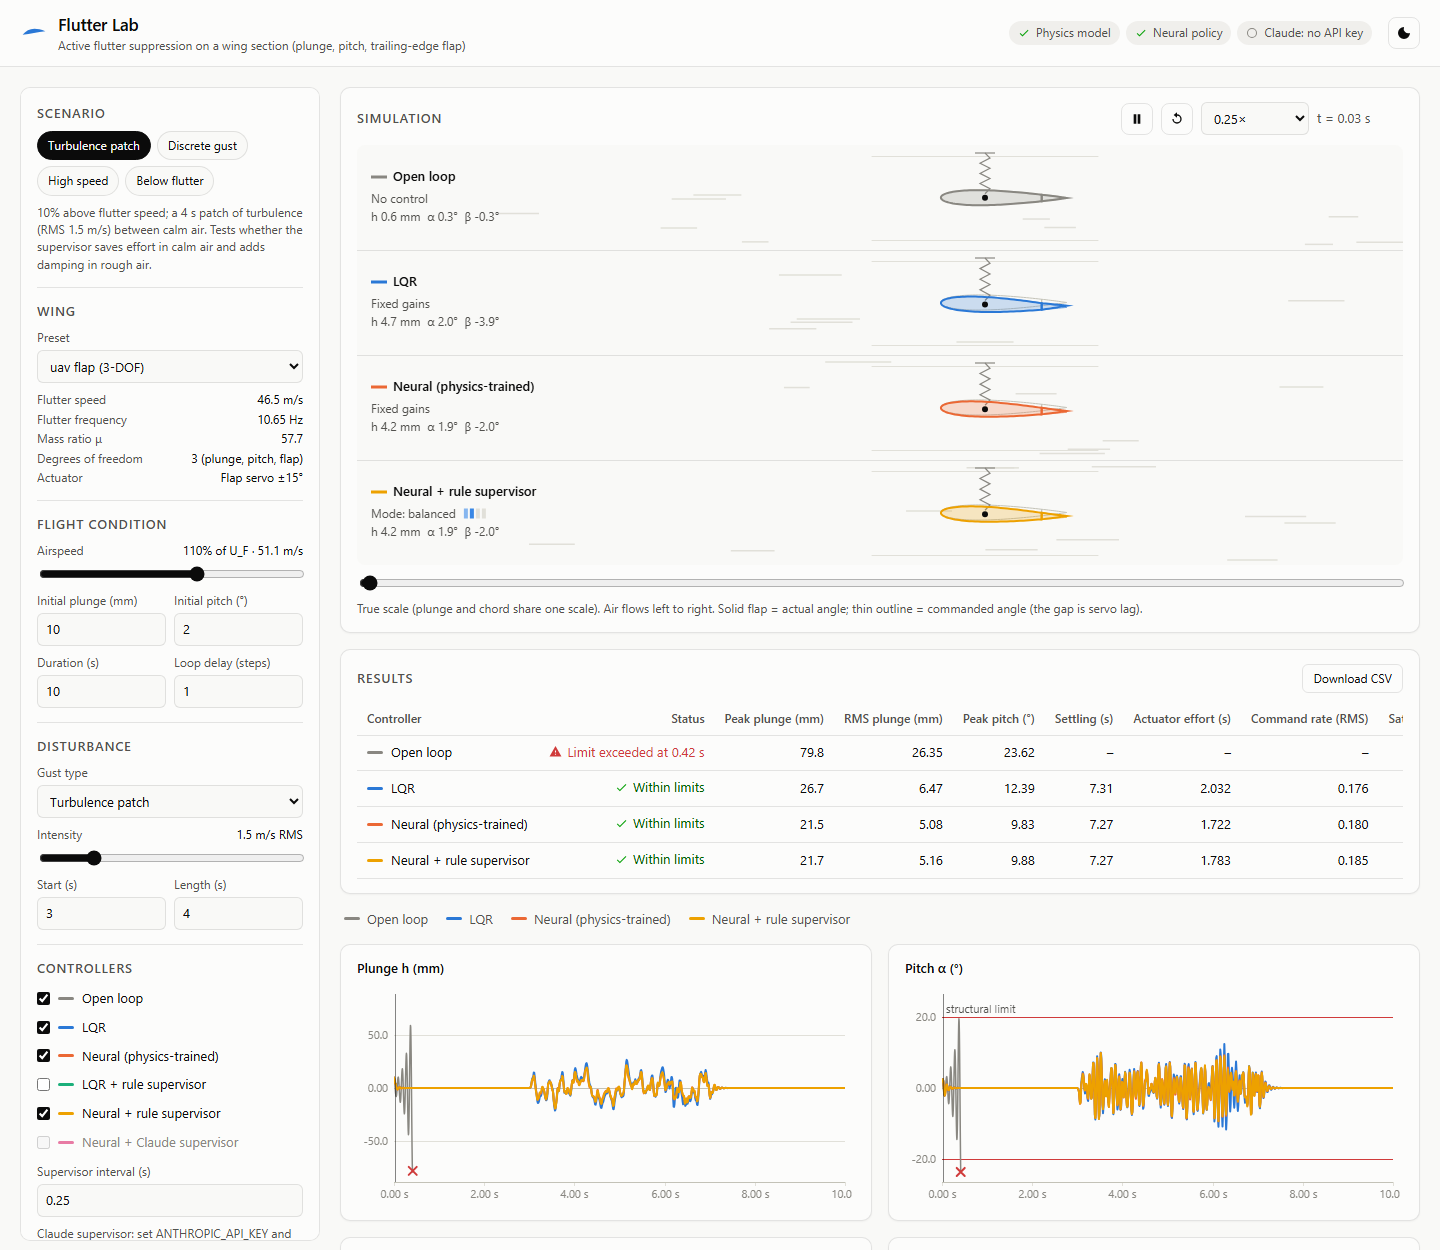 Flutter Lab
Active flutter suppression on a wing section (plunge, pitch, trailing-edge flap)
Physics model
Neural policy
Claude: no API key
SCENARIO
Turbulence patch
Discrete gust
High speed
Below flutter
10% above flutter speed; a 4 s patch of turbulence
(RMS 1.5 m/s) between calm air. Tests whether the
supervisor saves effort in calm air and adds
damping in rough air.
WING
Preset
uav flap (3-DOF)
Flutter speed 46.5 m/s
Flutter frequency 10.65 Hz
Mass ratio μ 57.7
Degrees of freedom 3 (plunge, pitch, flap)
Actuator Flap servo ±15°
FLIGHT CONDITION
Airspeed 110% of U_F · 51.1 m/s
Initial plunge (mm) Initial pitch (°)
10 2
Duration (s) Loop delay (steps)
10 1
DISTURBANCE
Gust type
Turbulence patch
Intensity 1.5 m/s RMS
Start (s) Length (s)
3 4
CONTROLLERS
Open loop
LQR
Neural (physics-trained)
LQR + rule supervisor
Neural + rule supervisor
Neural + Claude supervisor
Supervisor interval (s)
0.25
Claude supervisor: set ANTHROPIC_API_KEY and
SIMULATION
0.25×
t = 0.03 s
Open loop
No control
h 0.6 mm α 0.3° β -0.3°
LQR
Fixed gains
h 4.7 mm α 2.0° β -3.9°
Neural (physics-trained)
Fixed gains
h 4.2 mm α 1.9° β -2.0°
Neural + rule supervisor
Mode: balanced
h 4.2 mm α 1.9° β -2.0°
True scale (plunge and chord share one scale). Air flows left to right. Solid flap = actual angle; thin outline = commanded angle (the gap is servo lag).
RESULTS
Download CSV
Controller Status Peak plunge (mm) RMS plunge (mm) Peak pitch (°) Settling (s) Actuator effort (s) Command rate (RMS) Sat
Open loop Limit exceeded at 0.42 s 79.8 26.35 23.62 – – –
LQR Within limits 26.7 6.47 12.39 7.31 2.032 0.176
Neural (physics-trained) Within limits 21.5 5.08 9.83 7.27 1.722 0.180
Neural + rule supervisor Within limits 21.7 5.16 9.88 7.27 1.783 0.185
Open loop LQR Neural (physics-trained) Neural + rule supervisor
Plunge h (mm)
50.0
0.00
-50.0
0.00 s 2.00 s 4.00 s 6.00 s 8.00 s 10.0
Pitch α (°)
structural limit
20.0
0.00
-20.0
0.00 s 2.00 s 4.00 s 6.00 s 8.00 s 10.0